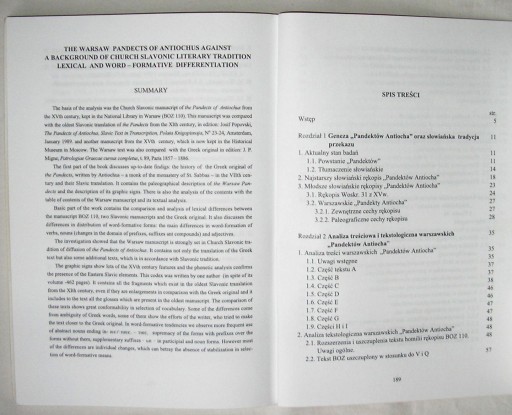 THE WARSAW PANDECTS OF ANTIOCHUS AGAINST
A BACKGROUND OF CHURCH SLAVONIC LITERARY TRADITION
LEXICAL AND WORD – FORMATIVE DIFFERENTIATION
SUMMARY
The basis of the analysis was the Church Slavonic manuscript of the Pandects of Antiochus from
the XVth century, kept in the National Library in Warsaw (BOZ 110). This manuscript was compared
with the oldest Slavonic translation of the Pandects from the XIth century, in edition: Iosif Popovski,
The Pandects of Antiochus, Slavic Text in Transcription, Polata Knigopisnaja, N° 23-24, Amsterdam,
January 1989, and another manuscript from the XVth century, which is now kept in the Historical
Museum in Moscow. The Warsaw text was also compared with the Greek original in edition: J. P.
Migne, Patrologiae Graecae cursus completus, t. 89, Paris 1857 – 1886.
The first part of the book discusses up-to-date findings: the history of the Greek original of
the Pandects, written by Antiochus – a monk of the monastery of St. Sabbas – in the VIIth cen-
tury and their Slavic translation. It contains the paleographical description of the Warsaw Pan-
dects and the description of its graphic signs. There is also the analysis of the contents with the
table of contents of the Warsaw manuscript and its textual analysis.
Basic part of the work contains the comparison and analysis of lexical differences between
the manuscript BOZ 110, two Slavonic manuscripts and the Greek original. It also discusses the
differences in distribution of word-formative forms: the main differences in word-formation of
verbs, nouns (changes in the domain of prefixes, suffixes and compounds) and adjectives.
The investigation showed that the Warsaw manuscript is strongly set in Church Slavonic tra-
dition of diffusion of the Pandects of Antiochus. It contains not only the translation of the Greek
text but also some additional texts, which is in accordance with Slavonic tradition.
The graphic signs show lots of the XVth century features and the phonetic analysis confirms
the presence of the Eastern Slavic elements. This codex was written by one author (in spite of its
volume -462 pages). It contains all the fragments which exist in the oldest Slavonic translation
from the XIth century, even if they are arrangements in comparison with the Greek original and it
includes to the text all the glosses which are present in the oldest manuscript. The comparison of
these texts shows great conformability in selection of vocabulary. Some of the differences come
from ambiguity of Greek words, some of them show the efforts of the writer, who tried to make
the text closer to the Greek original. In word formative tendencies we observe more frequent use
of abstract nouns ending in: supremacy of the forms with prefixes over the
forms without them, supplementary suffixes in participial and noun forms. However most
of the differences are individual changes, which can betray the absence of stabilization in selec-
tion of word-formative means.
SPIS TREŚCI
str.
Wstęp 5
Rozdział 1 Geneza „Pandektów Antiocha” oraz słowiańska tradycja
przekazu 11
1. Aktualny stan badań 11
1.1. Powstanie „Pandektów” 11
1.2. Tłumaczenie słowiańskie 14
2. Najstarszy słowiański rękopis „Pandektów Antiocha” 18
3. Młodsze słowiańskie rękopisy „Pandektów Antiocha” 23
3.1. Rękopis Woskr. 31 z XVw. 24
3.2. Warszawskie „Pandekty Antiocha” 27
3.2.1. Zewnętrzne cechy rękopisu 27
3.2.2. Paleograficzne cechy rękopisu 28
Rozdział 2 Analiza treściowa i tekstologiczna warszawskich
„Pandektów Antiocha” 35
1. Analiza treści warszawskich „Pandektów Antiocha” 35
1.1. Uwagi wstępne 35
1.2. Część tekstu A 37
1.3. Część B 38
1.4. Część C
1.5. Część D 46
1.6. Część E 47
1.7. Część F 47
1.8. Część G 48
1.9. Części H i I 48
2. Analiza tekstologiczna warszawskich „Pandektów Antiocha” 48
2.1. Rozmnożenia i uszczuplenia tekstu homilii rękopisu BOZ 110.
Uwagi ogólne.
2.2. Tekst BOZ uszczuplony w stosunku do V i Q 57
189